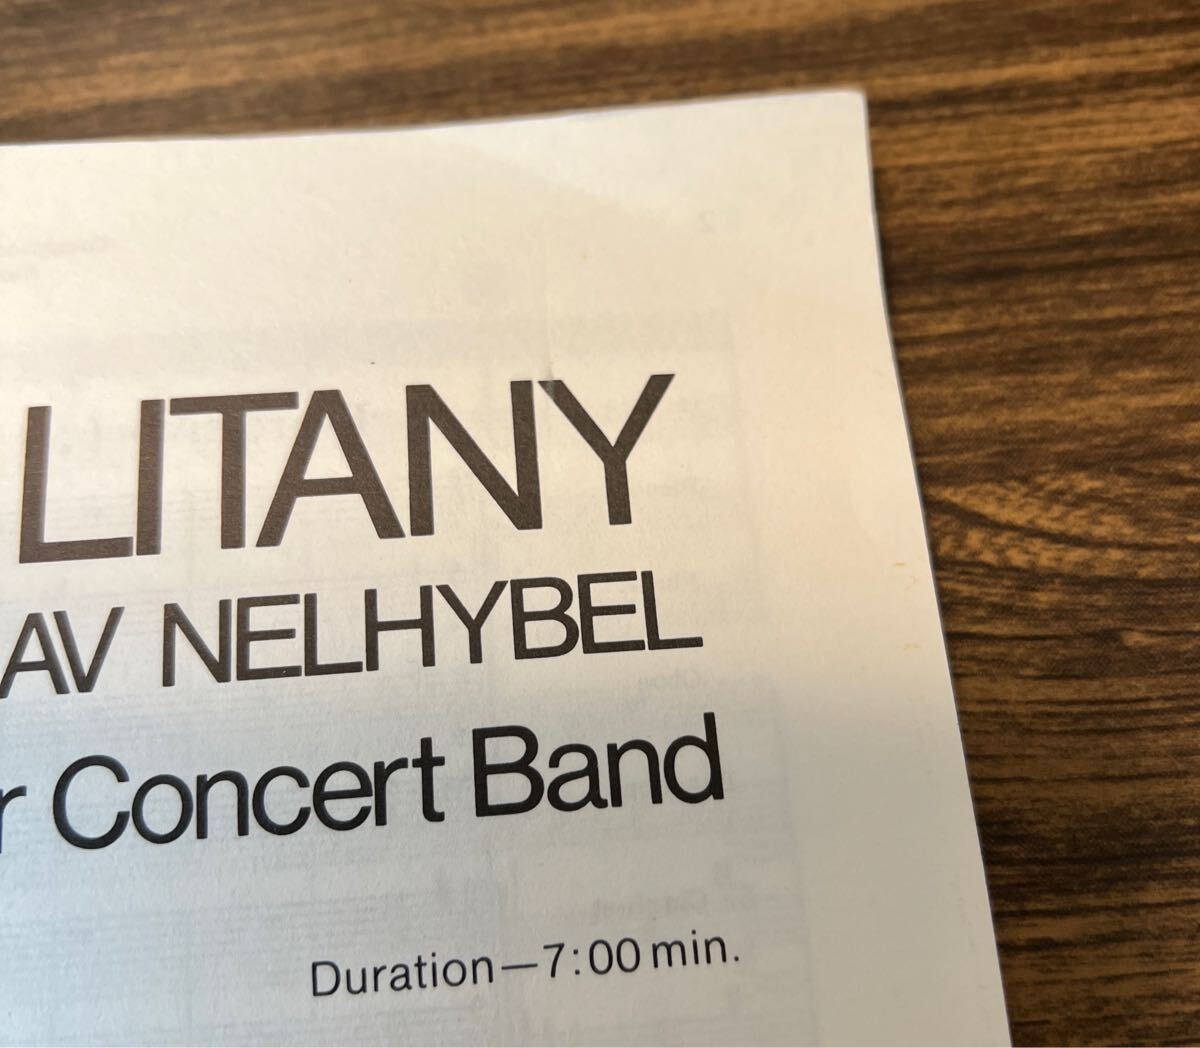 LITANY
AV NELHYBEL
r Concert Band
Duration—7:00 min.